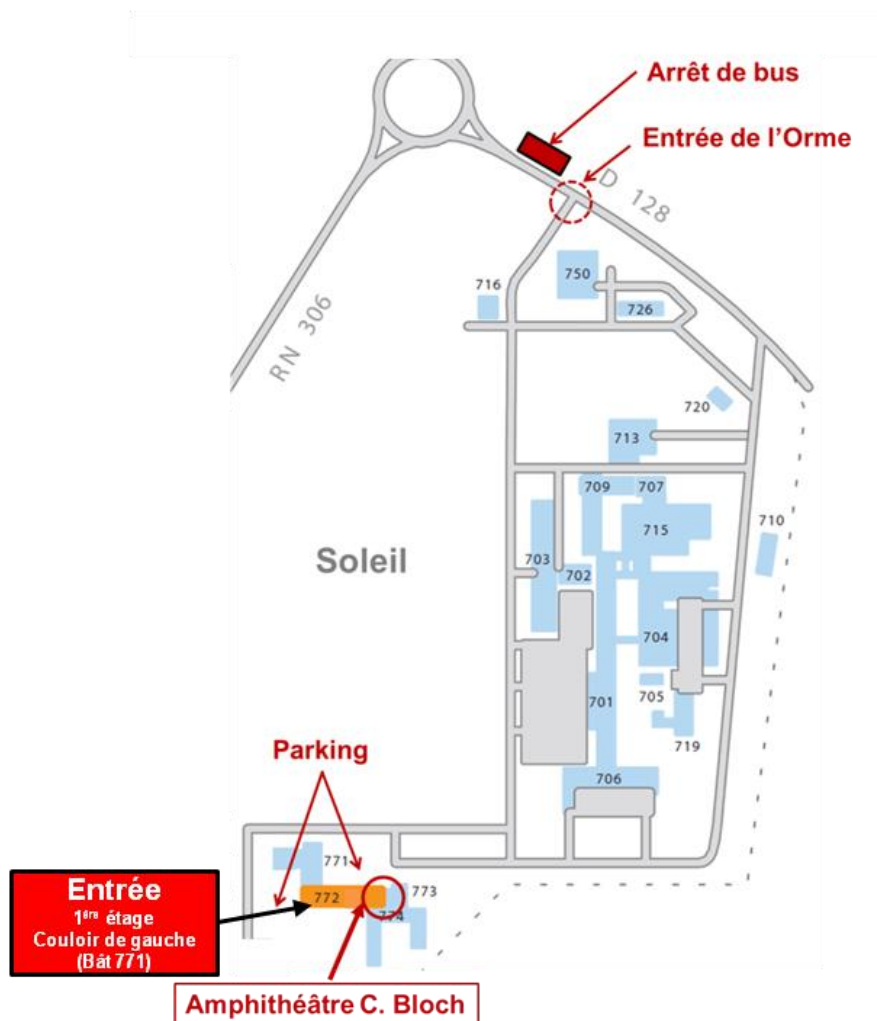 Arrêt de bus
Entrée de l'Orme
D 128
750
716
726
RN 306
720
713
709
707
710
715
703
Soleil
702
704
705
701
719
Parking
706
771
Entrée
1ère étage
Couloir de gauche
(Bât 771)
772
773
774
Amphithéâtre C. Bloch